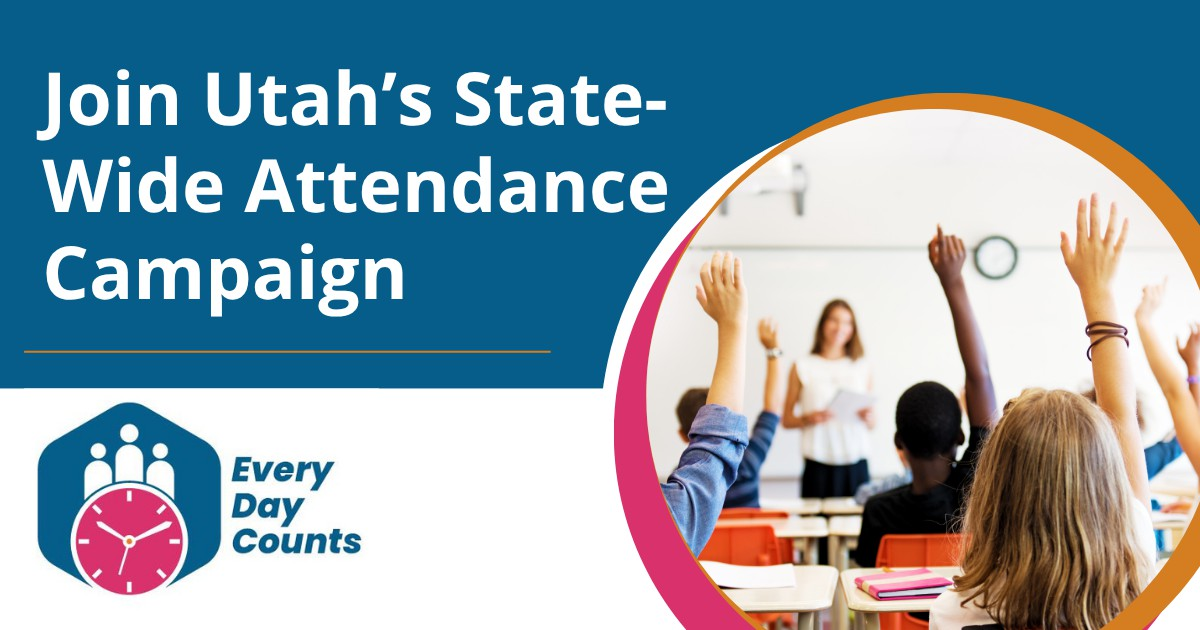 Join Utah’s State-
Wide Attendance
Campaign
Every
Day
Counts